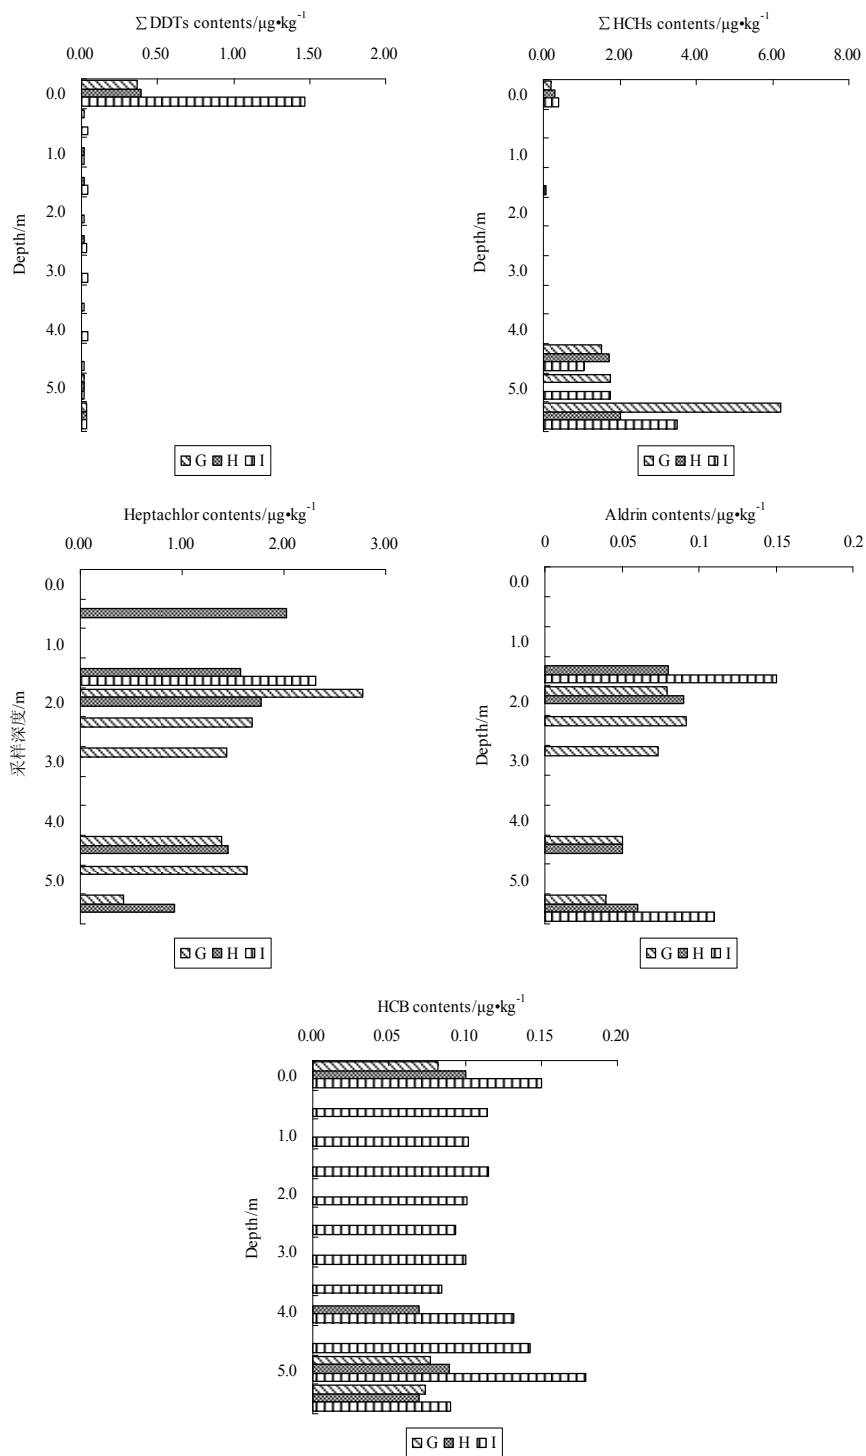 ∑DDTs contents/μg•kg-1
0.00 0.50 1.00 1.50 2.00
0.0
1.0
2.0
3.0
4.0
5.0
Depth/m
G H I
∑HCHs contents/μg•kg-1
0.00 2.00 4.00 6.00 8.00
0.0
1.0
2.0
3.0
4.0
5.0
Depth/m
G H I
Heptachlor contents/μg•kg-1
0.00 1.00 2.00 3.00
0.0
1.0
2.0
3.0
4.0
5.0
采样深度/m
G H I
Aldrin contents/μg•kg-1
0 0.05 0.1 0.15 0.2
0.0
1.0
2.0
3.0
4.0
5.0
Depth/m
G H I
HCB contents/μg•kg-1
0.00 0.05 0.10 0.15 0.20
0.0
1.0
2.0
3.0
4.0
5.0
Depth/m
G H I